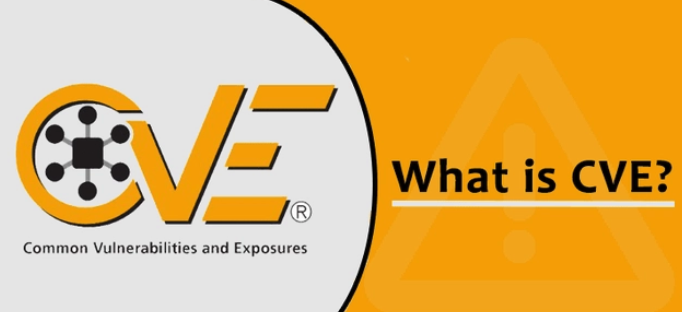 CVE®
Common Vulnerabilities and Exposures
What is CVE?